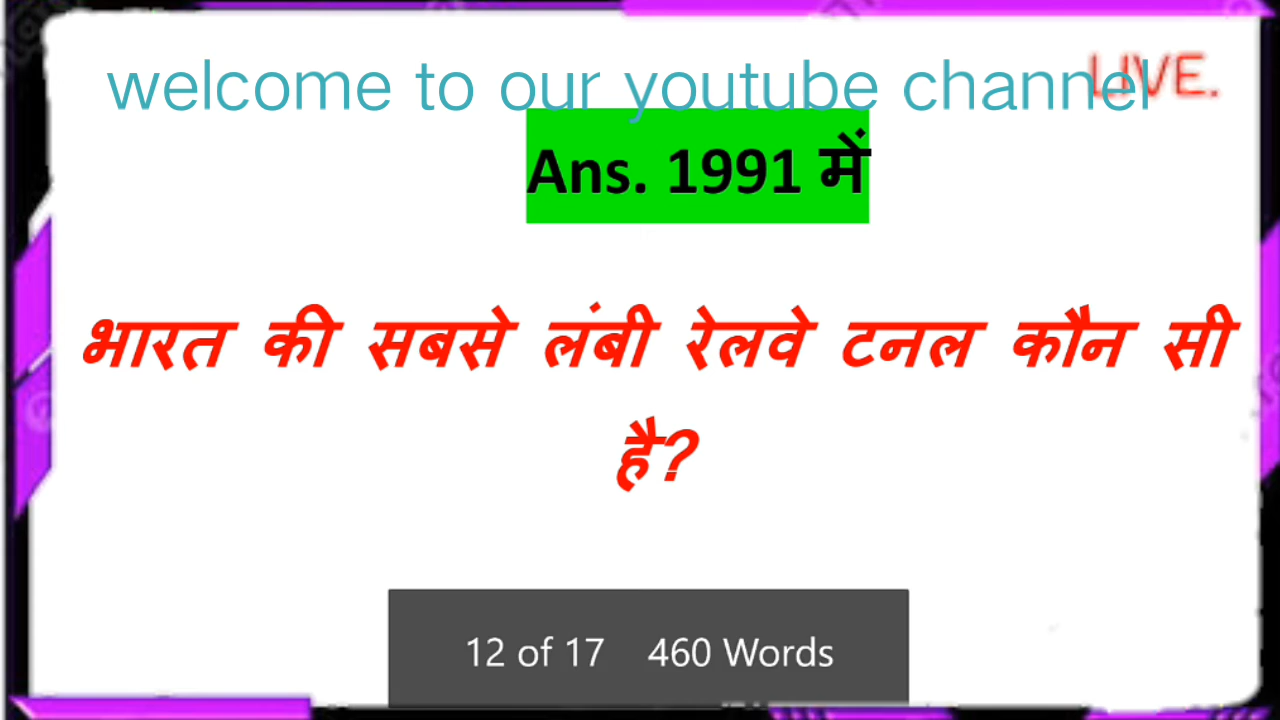 welcome to our youtube channel
LIVE.
Ans. 1991 में
भारत की सबसे लंबी रेलवे टनल कौन सी
है?
12 of 17 460 Words